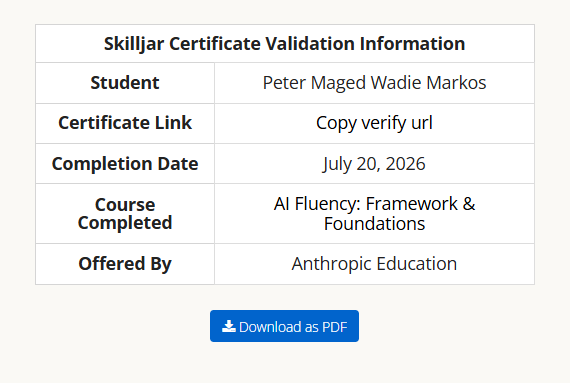 Skilljar Certificate Validation Information
Student Peter Maged Wadie Markos
Certificate Link Copy verify url
Completion Date July 20, 2026
Course
Completed
AI Fluency: Framework &
Foundations
Offered By Anthropic Education
Download as PDF